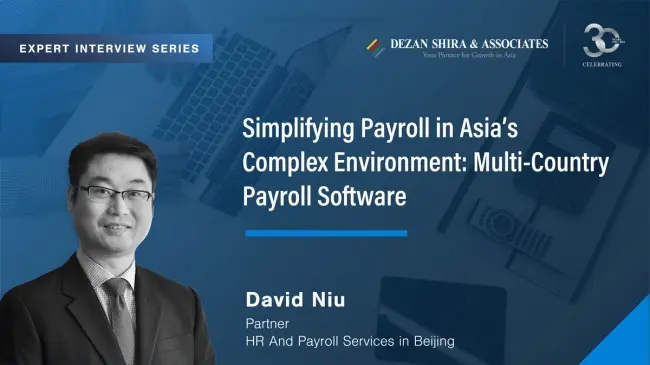 EXPERT INTERVIEW SERIES
DEZAN SHIRA & ASSOCIATES
Your Partner for Growth in Asia
30
CELEBRATING
Simplifying Payroll in Asia's
Complex Environment: Multi-Country
Payroll Software
David Niu
Partner
HR And Payroll Services in Beijing